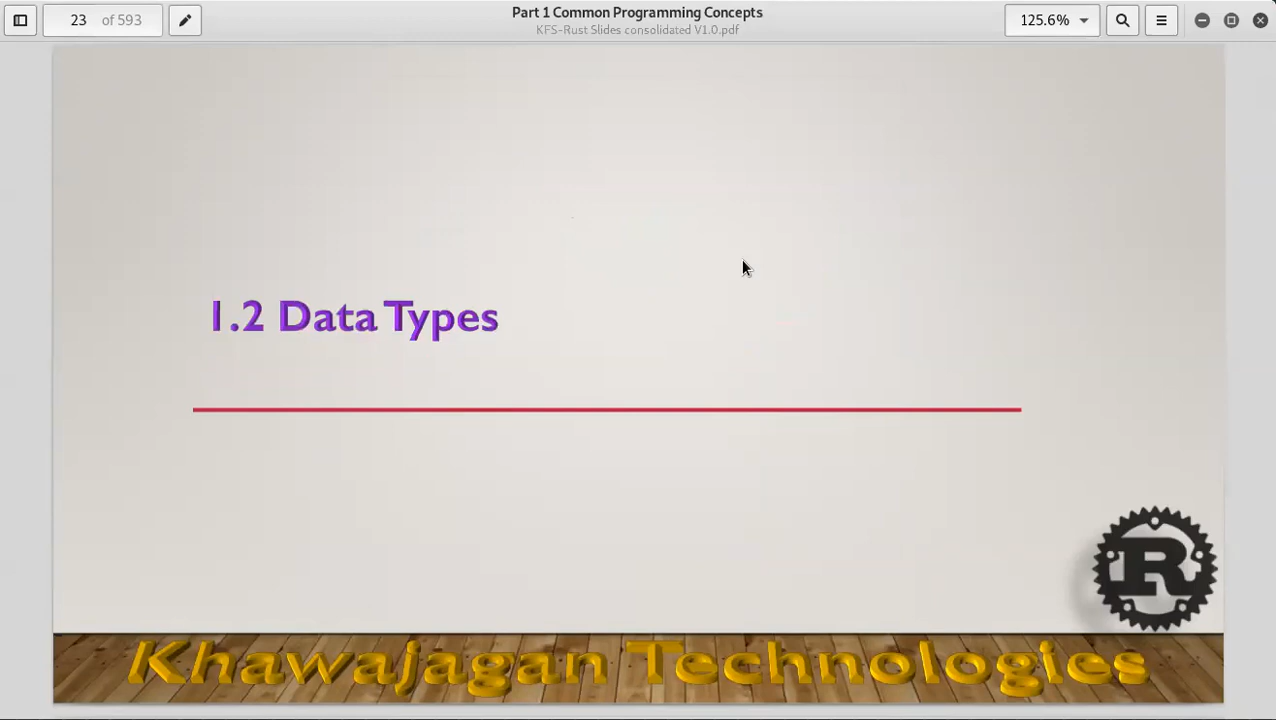 23 of 593
Part 1 Common Programming Concepts
KFS-Rust Slides consolidated V1.0.pdf
125.6%
1.2 Data Types
R
Khawajagan Technologies